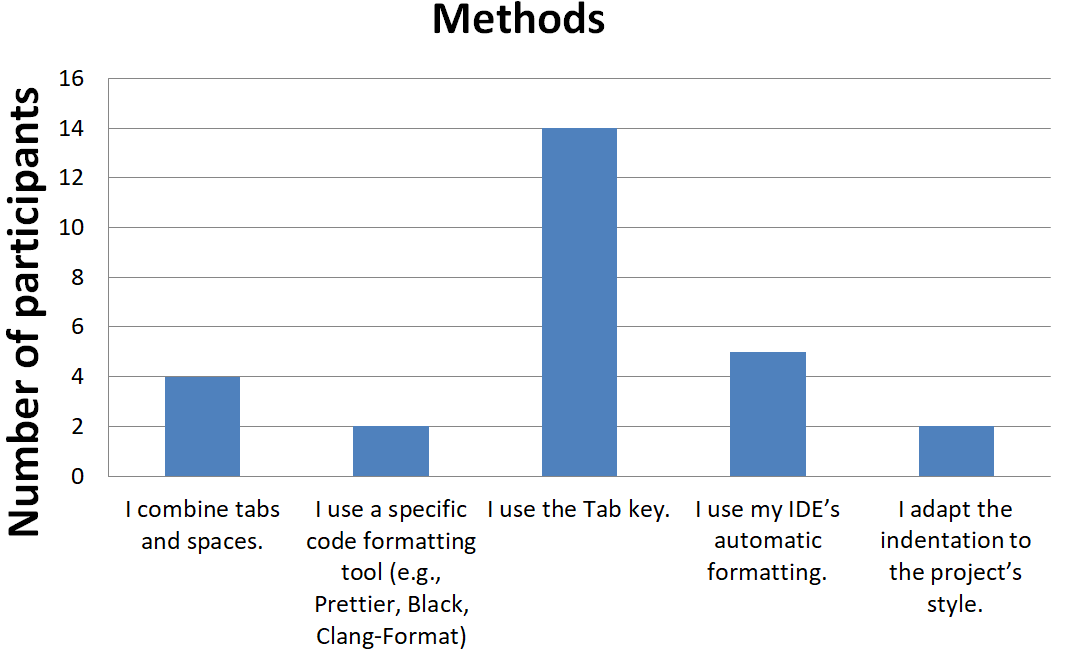 Methods
Number of participants
16
14
12
10
8
6
4
2
0
I combine tabs
and spaces.
I use a specific
code formatting
tool (e.g.,
Prettier, Black,
Clang-Format)
I use the Tab key.
I use my IDE’s
automatic
formatting.
I adapt the
indentation to
the project’s
style.